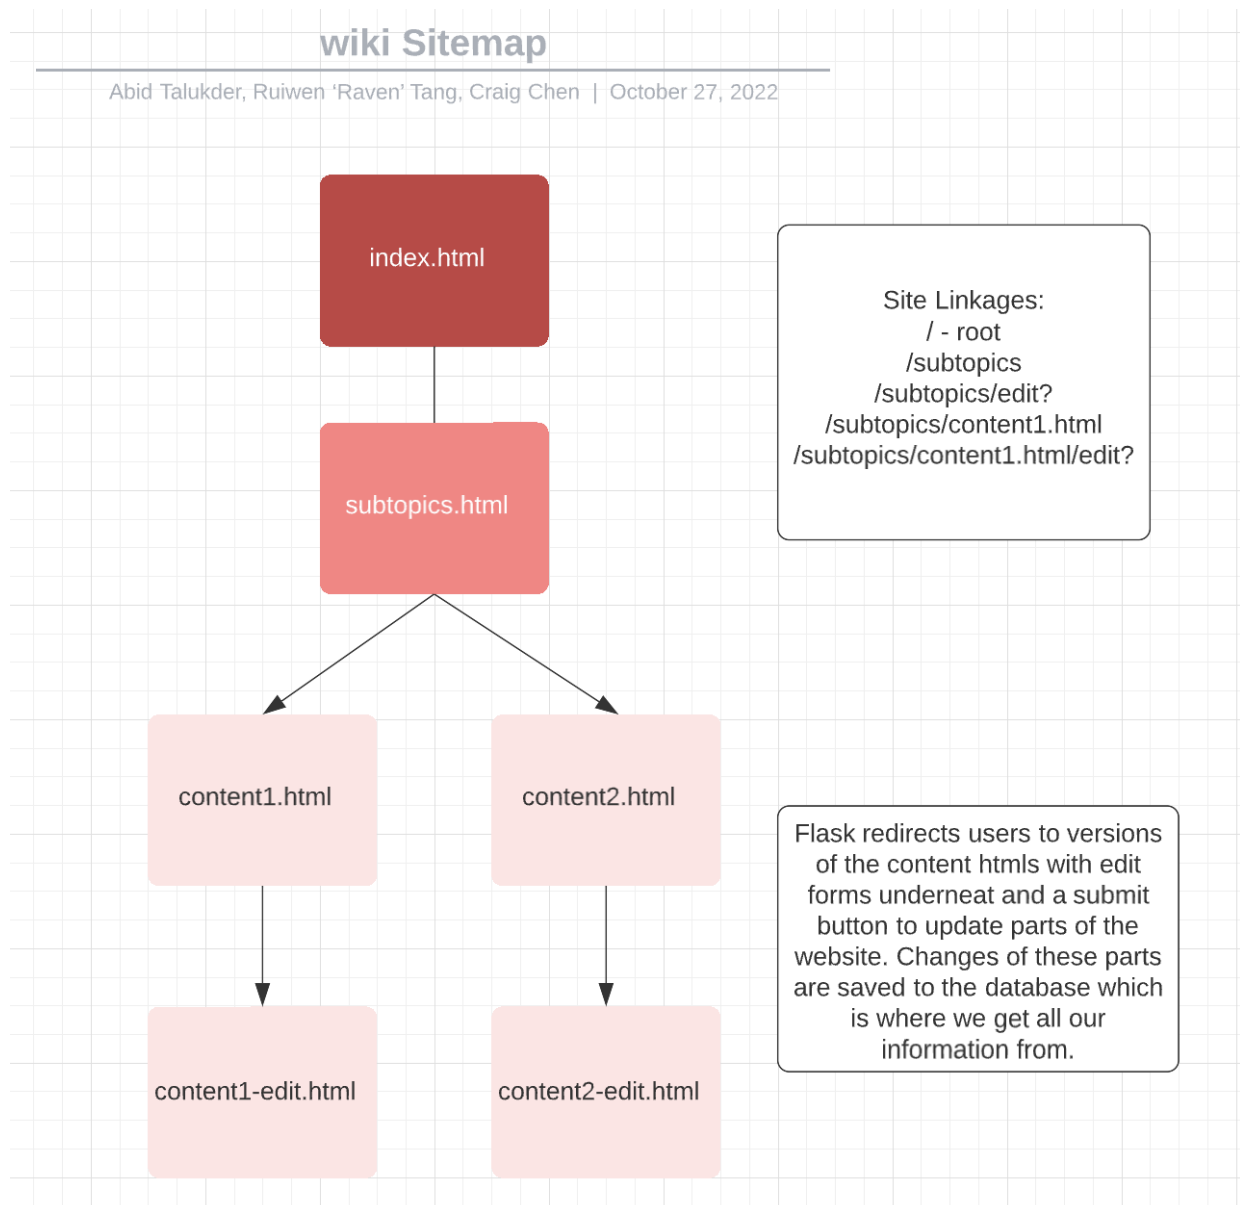 wiki Sitemap
Abid Talukder, Ruiwen ‘Raven’ Tang, Craig Chen | October 27, 2022
index.html
Site Linkages:
/ - root
/subtopics
/subtopics/edit?
/subtopics/content1.html
/subtopics/content1.html/edit?
subtopics.html
content1.html
content2.html
Flask redirects users to versions
of the content htmls with edit
forms underneat and a submit
button to update parts of the
website. Changes of these parts
are saved to the database which
is where we get all our
information from.
content1-edit.html
content2-edit.html